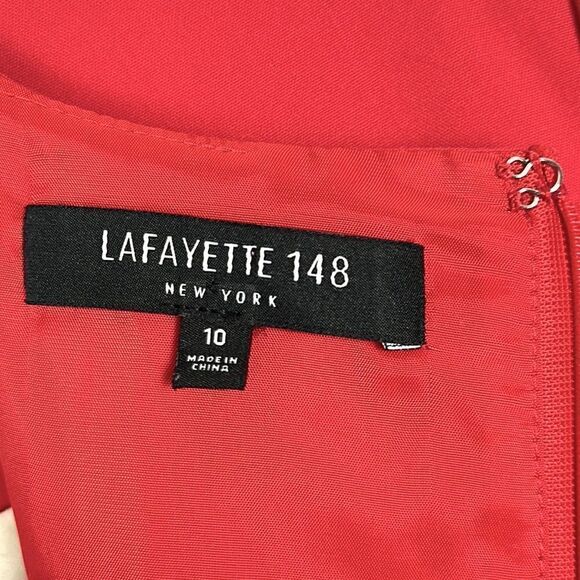 LAFAYETTE 148
NEW YORK
10
MADE IN
CHINA